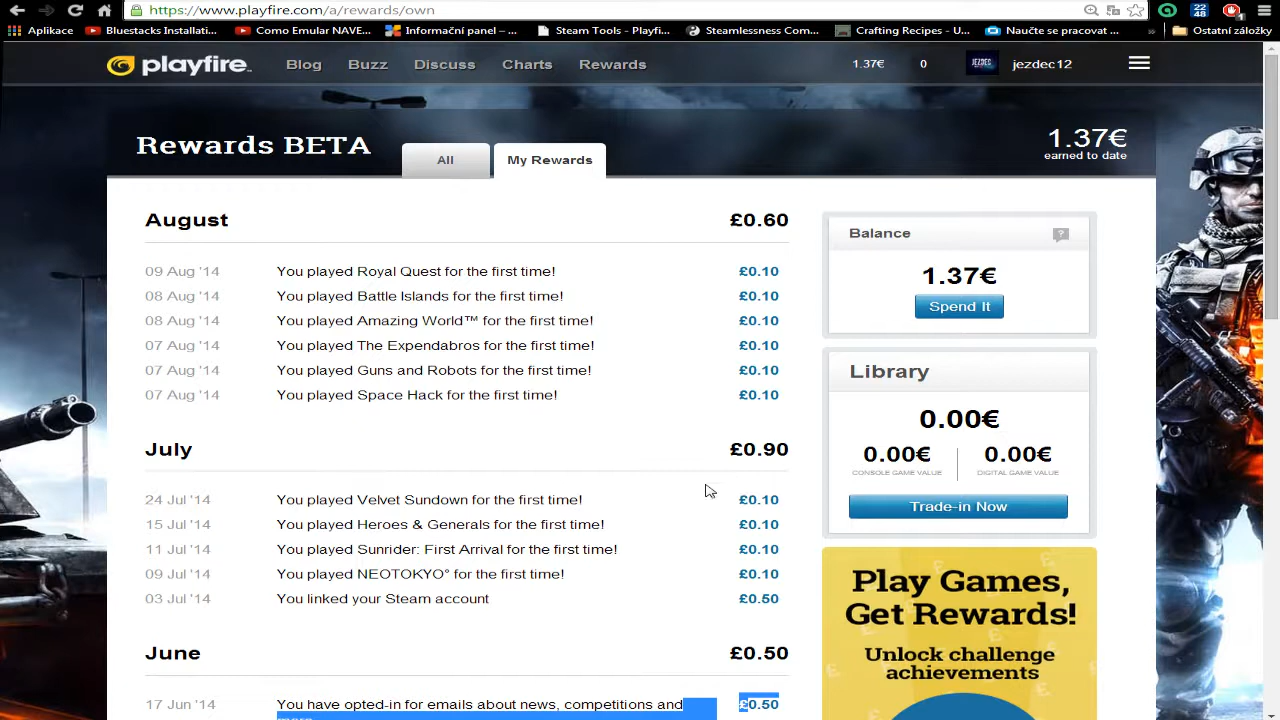 https://www.playfire.com/a/rewards/own
Aplikace Bluestacks Installati... Como Emular NAVE... Informační panel – ... Steam Tools - Playfi... Steamlessness Com... Crafting Recipes - U... Naučte se pracovat ... » Ostatní záložky
playfire Blog Buzz Discuss Charts Rewards 1.37€ 0 JEZDEC jezdec12
Rewards BETA All My Rewards
1.37€
earned to date
August £0.60
09 Aug '14 You played Royal Quest for the first time! £0.10
08 Aug '14 You played Battle Islands for the first time! £0.10
08 Aug '14 You played Amazing World™ for the first time! £0.10
07 Aug '14 You played The Expendabros for the first time! £0.10
07 Aug '14 You played Guns and Robots for the first time! £0.10
07 Aug '14 You played Space Hack for the first time! £0.10
July £0.90
24 Jul '14 You played Velvet Sundown for the first time! £0.10
15 Jul '14 You played Heroes & Generals for the first time! £0.10
11 Jul '14 You played Sunrider: First Arrival for the first time! £0.10
09 Jul '14 You played NEOTOKYO° for the first time! £0.10
03 Jul '14 You linked your Steam account £0.50
June £0.50
17 Jun '14 You have opted-in for emails about news, competitions and £0.50
Balance
1.37€
Spend It
Library
0.00€
0.00€ 0.00€
CONSOLE GAME VALUE DIGITAL GAME VALUE
Trade-in Now
Play Games,
Get Rewards!
Unlock challenge
achievements